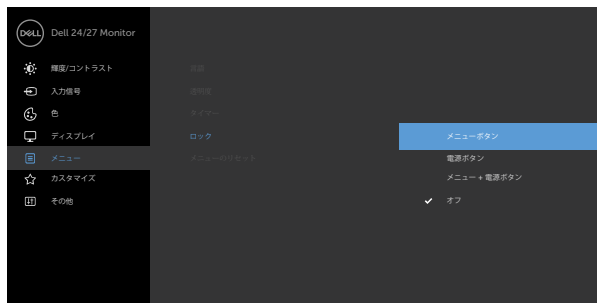 DELL
Dell 24/27 Monitor
輝度/コントラスト
入力信号
色
ディスプレイ
メニュー
カスタマイズ
その他
言語
透明度
タイマー
ロック
メニューのリセット
メニューボタン
電源ボタン
メニュー + 電源ボタン
オフ